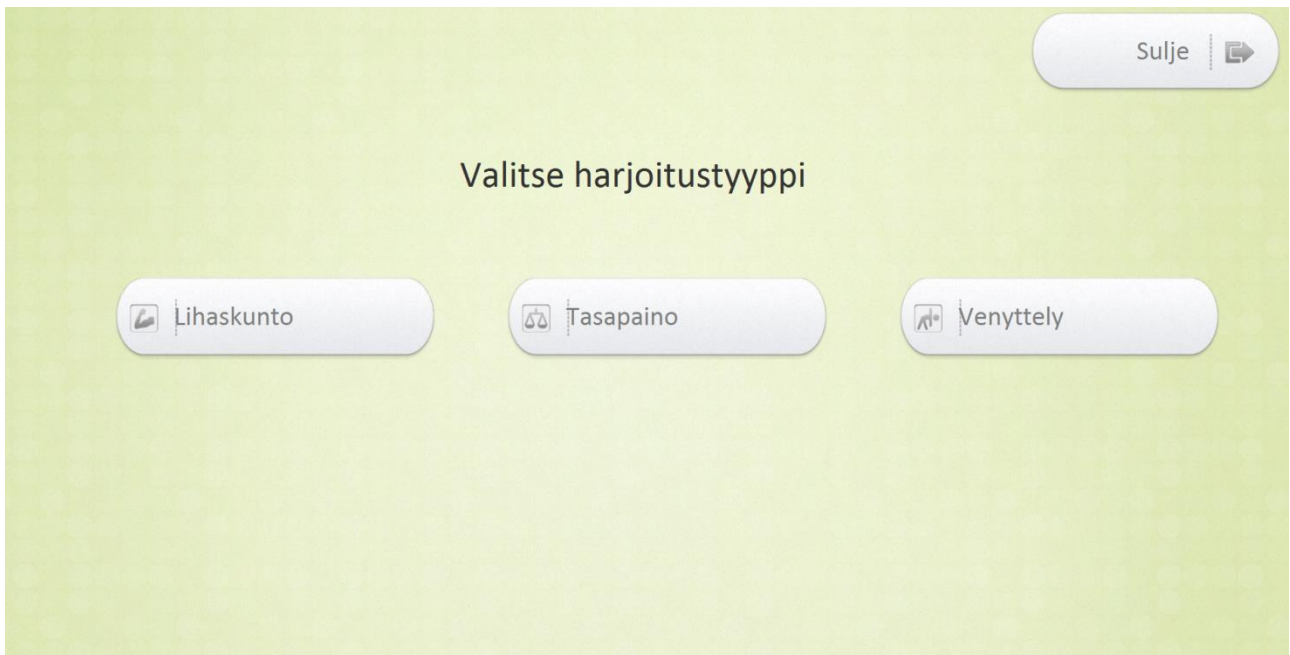 Sulje
Valitse harjoitustyyppi
Lihaskunto
Tasapaino
Venyttely